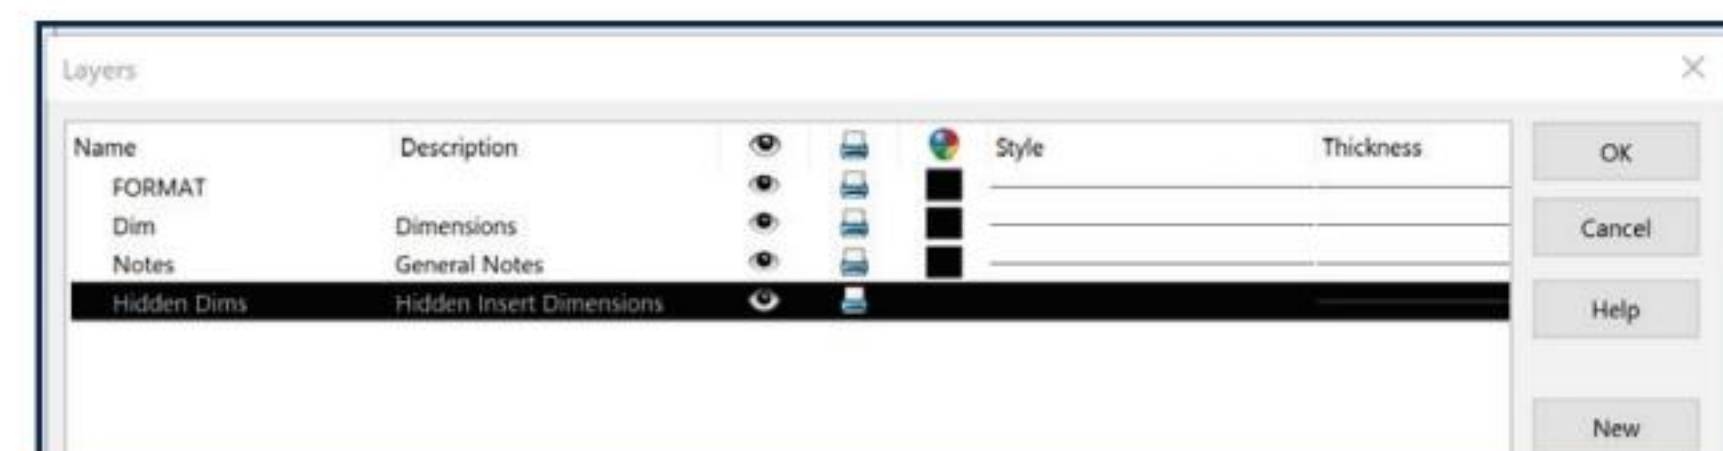 Layers
Name Description Style Thickness OK
FORMAT
Dim Dimensions Cancel
Notes General Notes
Hidden Dims Hidden Insert Dimensions Help
New